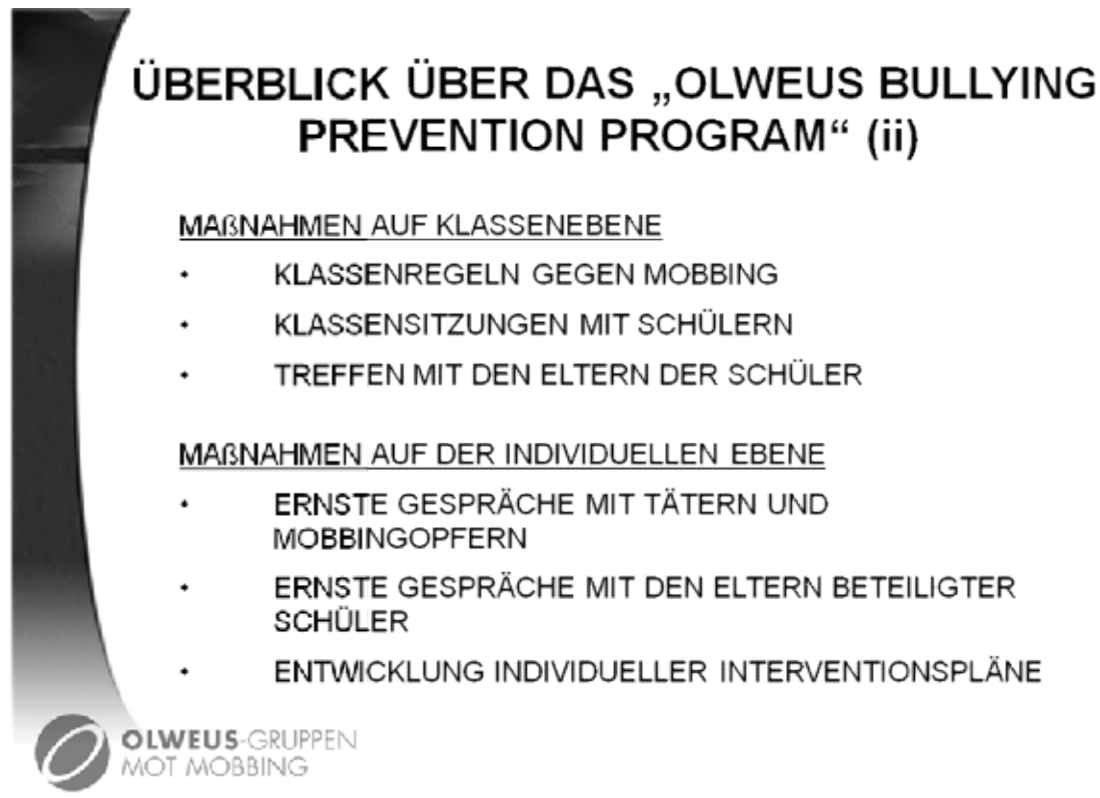 ÜBERBLICK ÜBER DAS „OLWEUS BULLYING
PREVENTION PROGRAM“ (ii)
MAßNAHMEN AUF KLASSENEBENE
• KLASSENREGELN GEGEN MOBBING
• KLASSENSITZUNGEN MIT SCHÜLERN
• TREFFEN MIT DEN ELTERN DER SCHÜLER
MAßNAHMEN AUF DER INDIVIDUELLEN EBENE
• ERNSTE GESPRÄCHE MIT TÄTERN UND
MOBBINGOPFERN
• ERNSTE GESPRÄCHE MIT DEN ELTERN BETEILIGTER
SCHÜLER
• ENTWICKLUNG INDIVIDUELLER INTERVENTIONSPLÄNE
OLWEUS-GRUPPEN
MOT MOBBING